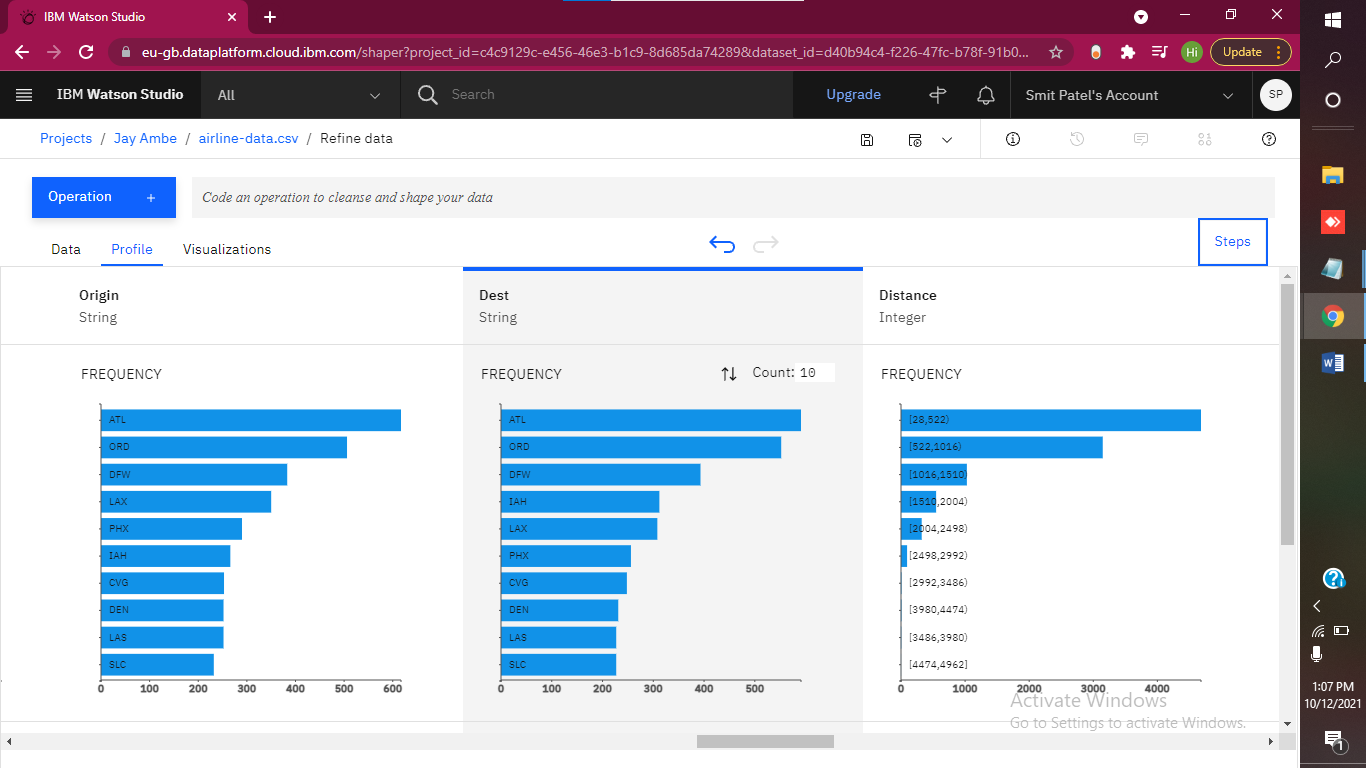 IBM Watson Studio
eu-gb.dataplatform.cloud.ibm.com/shaper?project_id=c4c9129c-e456-46e3-b1c9-8d685da74289&dataset_id=d40b94c4-f226-47fc-b78f-91b0...
Hi
Update
IBM Watson Studio
All
Search
Upgrade
Smit Patel's Account
SP
Projects / Jay Ambe / airline-data.csv / Refine data
Operation +
Code an operation to cleanse and shape your data
Data
Profile
Visualizations
Steps
Origin
String
FREQUENCY
ATL
ORD
DFW
LAX
PHX
IAH
CVG
DEN
LAS
SLC
0 100 200 300 400 500 600
Dest
String
FREQUENCY
Count: 10
ATL
ORD
DFW
IAH
LAX
PHX
CVG
DEN
LAS
SLC
0 100 200 300 400 500
Distance
Integer
FREQUENCY
[28,522)
[522,1016)
[1016,1510)
[1510,2004)
[2004,2498)
[2498,2992)
[2992,3486)
[3980,4474)
[3486,3980)
[4474,4962]
0 1000 2000 3000 4000
Activate Windows
Go to Settings to activate Windows.
1:07 PM
10/12/2021
1